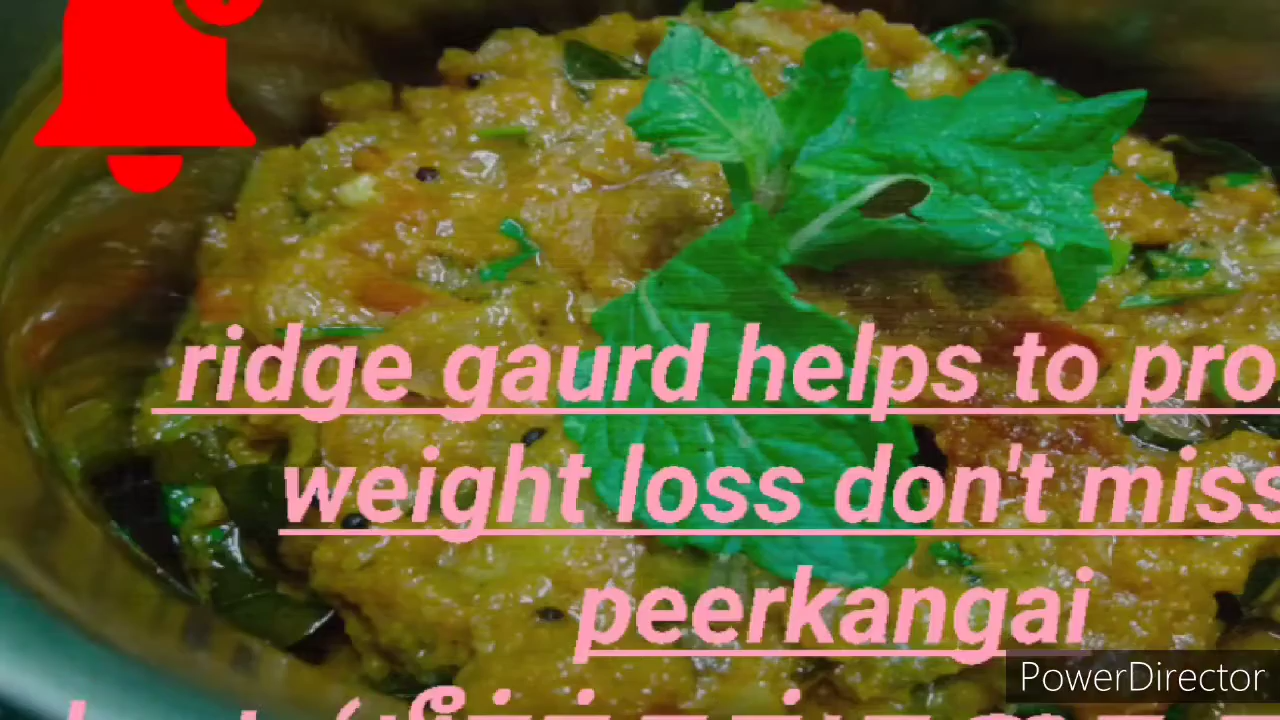 ridge gaurd helps to pro
weight loss don't miss
peerkangai
PowerDirector